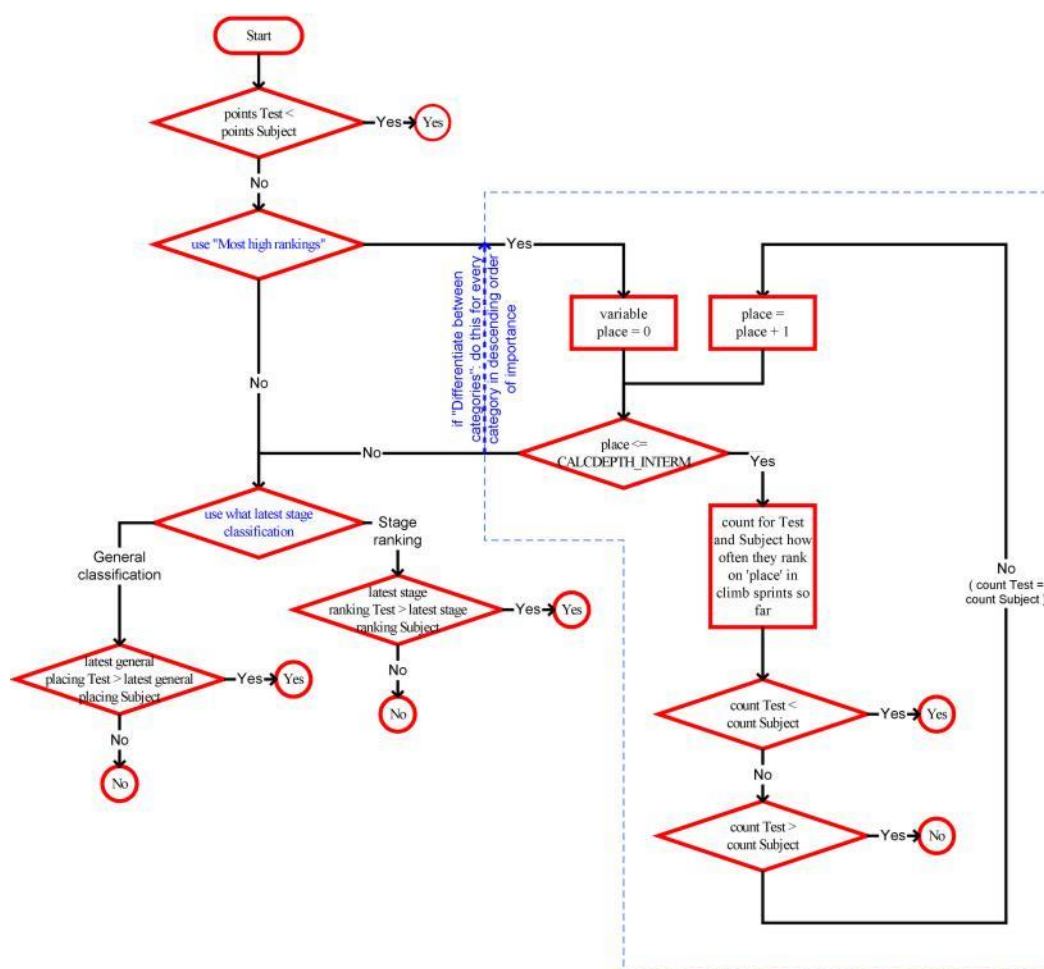 Start
points Test <
points Subject
Yes
Yes
No
use "Most high rankings"
Yes
if "Differentiate between
categories": do this for every
category in descending order
of importance
variable
place = 0
place =
place + 1
No
place <=
CALCDEPTH_INTERM
No
Yes
use what latest stage
classification
General
classification
Stage
ranking
count for Test
and Subject how
often they rank
on 'place' in
climb sprints so
far
No
( count Test =
count Subject )
latest stage
ranking Test > latest stage
ranking Subject
Yes
Yes
No
No
latest general
placing Test > latest general
placing Subject
Yes
Yes
No
No
count Test <
count Subject
Yes
Yes
No
count Test >
count Subject
Yes
No